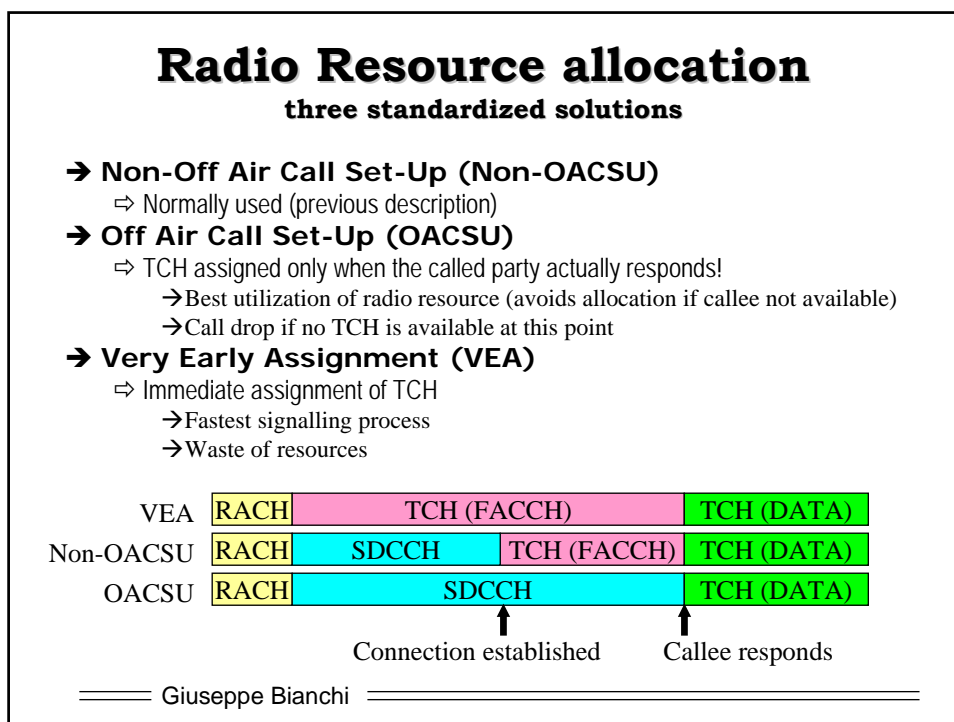 Radio Resource allocation
three standardized solutions
➔ Non-Off Air Call Set-Up (Non-OACSU)
⇨ Normally used (previous description)
➔ Off Air Call Set-Up (OACSU)
⇨ TCH assigned only when the called party actually responds!
→Best utilization of radio resource (avoids allocation if callee not available)
→Call drop if no TCH is available at this point
➔ Very Early Assignment (VEA)
⇨ Immediate assignment of TCH
→Fastest signalling process
→Waste of resources
VEA RACH TCH (FACCH) TCH (DATA)
Non-OACSU RACH SDCCH TCH (FACCH) TCH (DATA)
OACSU RACH SDCCH TCH (DATA)
Connection established Callee responds
Giuseppe Bianchi